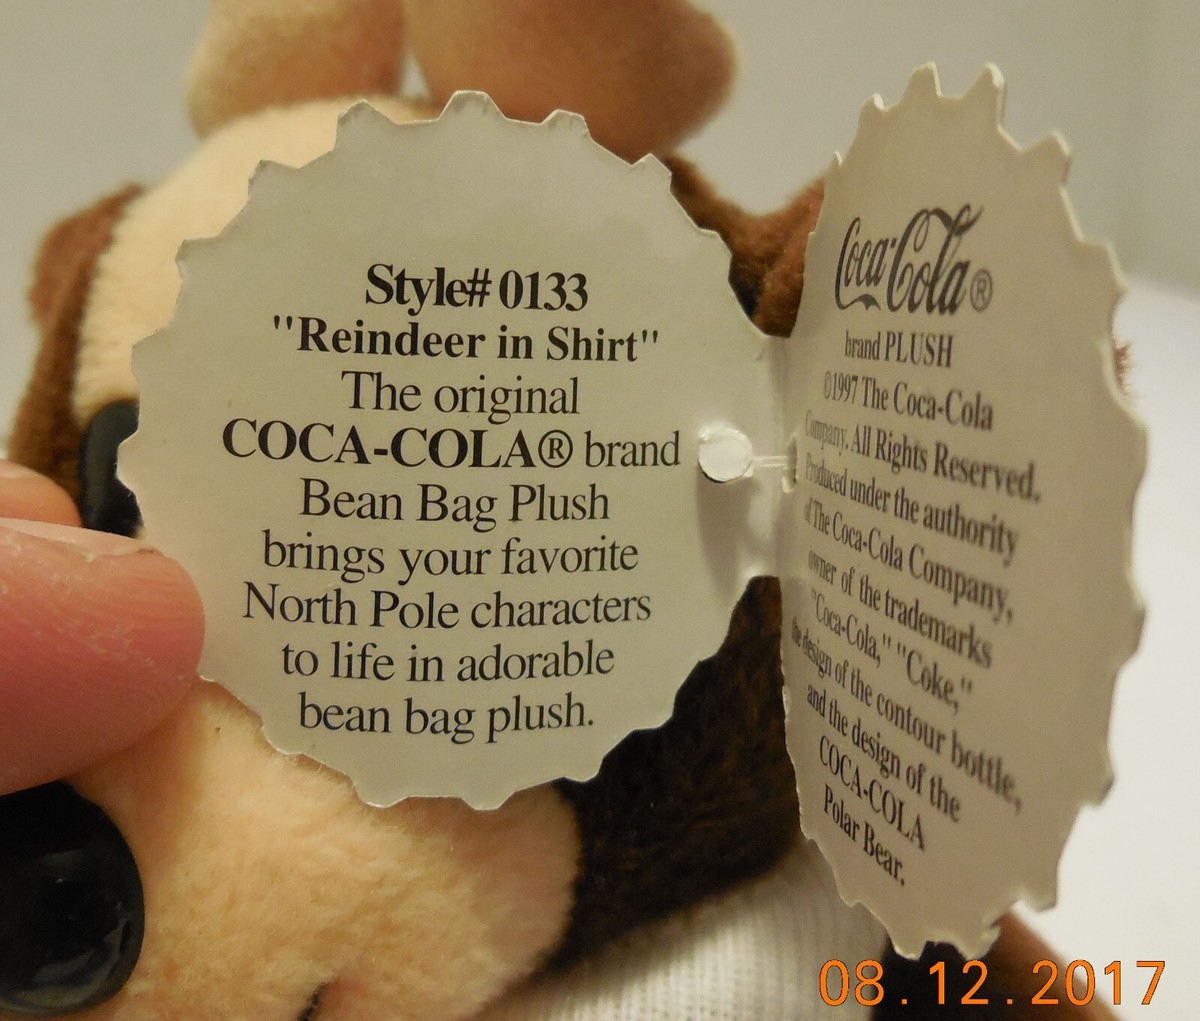 Style# 0133
"Reindeer in Shirt"
The original
COCA-COLA® brand
Bean Bag Plush
brings your favorite
North Pole characters
to life in adorable
bean bag plush.
Coca-Cola®
brand PLUSH
©1997 The Coca-Cola
Company. All Rights Reserved.
Produced under the authority
of The Coca-Cola Company,
owner of the trademarks
"Coca-Cola," "Coke,"
the design of the contour bottle,
and the design of the
COCA-COLA
Polar Bear.
08.12.2017